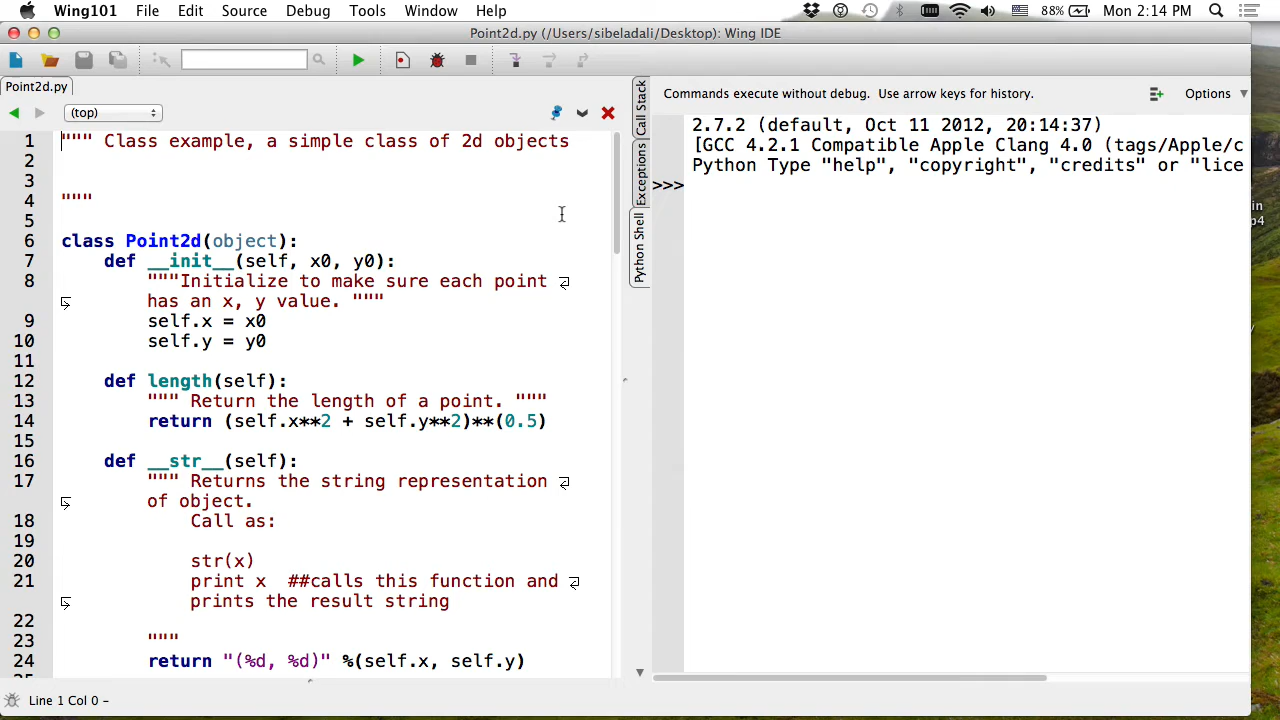 Wing101 File Edit Source Debug Tools Window Help 88% Mon 2:14 PM
Point2d.py (/Users/sibeladali/Desktop): Wing IDE
Point2d.py
(top)
1 """ Class example, a simple class of 2d objects
2
3
4 """
5
6 class Point2d(object):
7 def __init__(self, x0, y0):
8 """Initialize to make sure each point
has an x, y value. """
9 self.x = x0
10 self.y = y0
11
12 def length(self):
13 """ Return the length of a point. """
14 return (self.x**2 + self.y**2)**(0.5)
15
16 def __str__(self):
17 """ Returns the string representation
of object.
18 Call as:
19
20 str(x)
21 print x ##calls this function and
prints the result string
22
23 """
24 return "(%d, %d)" %(self.x, self.y)
Line 1 Col 0 –
Call Stack
Exceptions
Python Shell
Commands execute without debug. Use arrow keys for history.
Options
2.7.2 (default, Oct 11 2012, 20:14:37)
[GCC 4.2.1 Compatible Apple Clang 4.0 (tags/Apple/c
Python Type "help", "copyright", "credits" or "lice
>>>
in
p4